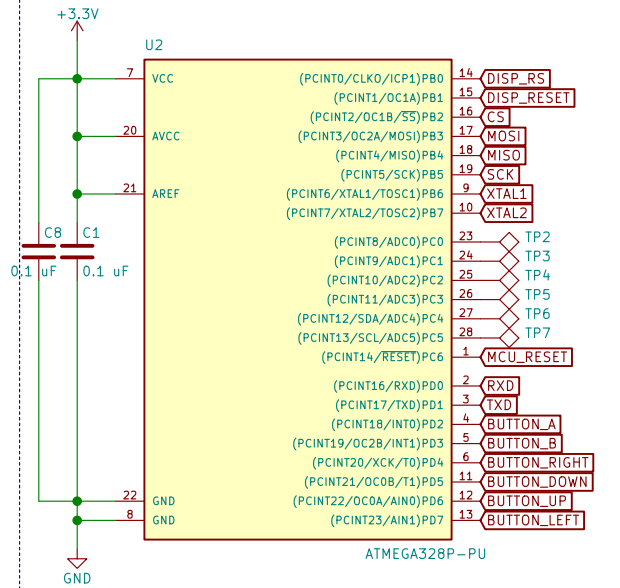 +3.3V
U2
7 VCC (PCINT0/CLKO/ICP1)PB0 14 DISP_RS
(PCINT1/OC1A)PB1 15 DISP_RESET
(PCINT2/OC1B/SS)PB2 16 CS
20 AVCC (PCINT3/OC2A/MOSI)PB3 17 MOSI
(PCINT4/MISO)PB4 18 MISO
(PCINT5/SCK)PB5 19 SCK
21 AREF (PCINT6/XTAL1/TOSC1)PB6 9 XTAL1
(PCINT7/XTAL2/TOSC2)PB7 10 XTAL2
C8 C1
0.1 uF 0.1 uF
(PCINT8/ADC0)PC0 23 TP2
(PCINT9/ADC1)PC1 24 TP3
(PCINT10/ADC2)PC2 25 TP4
(PCINT11/ADC3)PC3 26 TP5
(PCINT12/SDA/ADC4)PC4 27 TP6
(PCINT13/SCL/ADC5)PC5 28 TP7
(PCINT14/RESET)PC6 1 MCU_RESET
(PCINT16/RXD)PD0 2 RXD
(PCINT17/TXD)PD1 3 TXD
(PCINT18/INT0)PD2 4 BUTTON_A
(PCINT19/OC2B/INT1)PD3 5 BUTTON_B
(PCINT20/XCK/T0)PD4 6 BUTTON_RIGHT
(PCINT21/OC0B/T1)PD5 11 BUTTON_DOWN
22 GND (PCINT22/OC0A/AIN0)PD6 12 BUTTON_UP
8 GND (PCINT23/AIN1)PD7 13 BUTTON_LEFT
ATMEGA328P-PU
GND